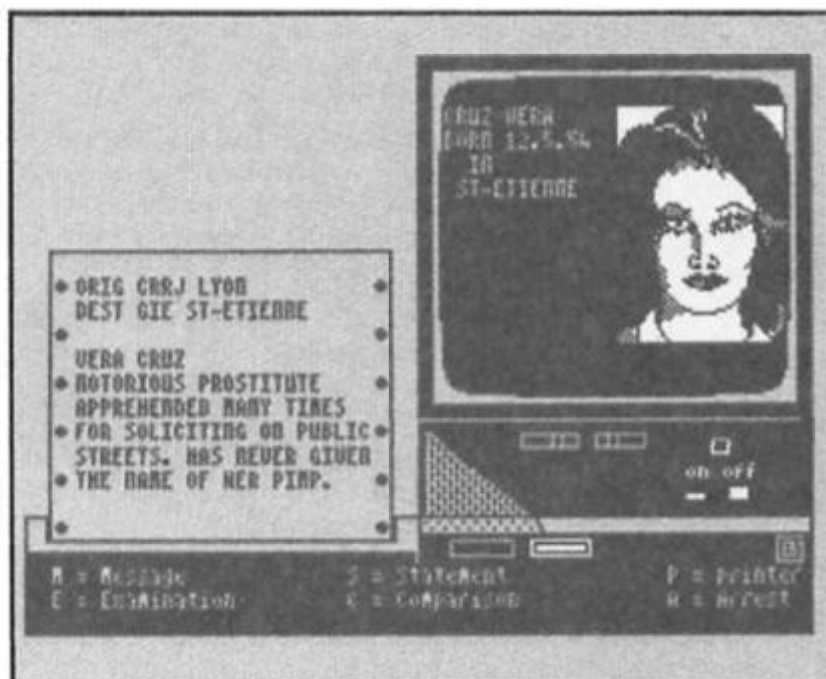 CRUZ VERA
BORN 12.5.54
IN
ST-ETIENNE
ORIG CRRJ LYON
DEST GIE ST-ETIENNE
VERA CRUZ
NOTORIOUS PROSTITUTE
APPREHENDED MANY TIMES
FOR SOLICITING ON PUBLIC
STREETS. HAS NEVER GIVEN
THE NAME OF HER PIMP.
on off
M = Message S = Statement P = printer
E = Examination C = Comparison A = Arrest